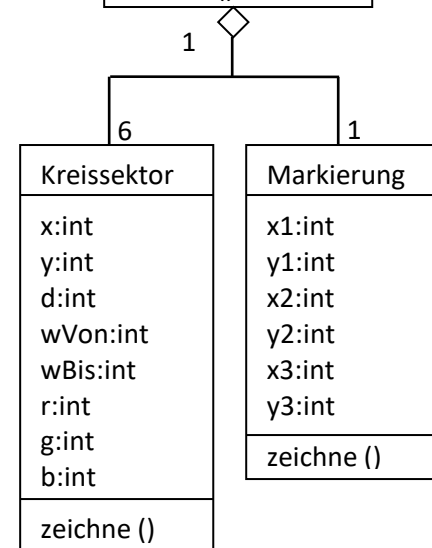 1
6
1
Kreissektor
x:int
y:int
d:int
wVon:int
wBis:int
r:int
g:int
b:int
zeichne ()
Markierung
x1:int
y1:int
x2:int
y2:int
x3:int
y3:int
zeichne ()